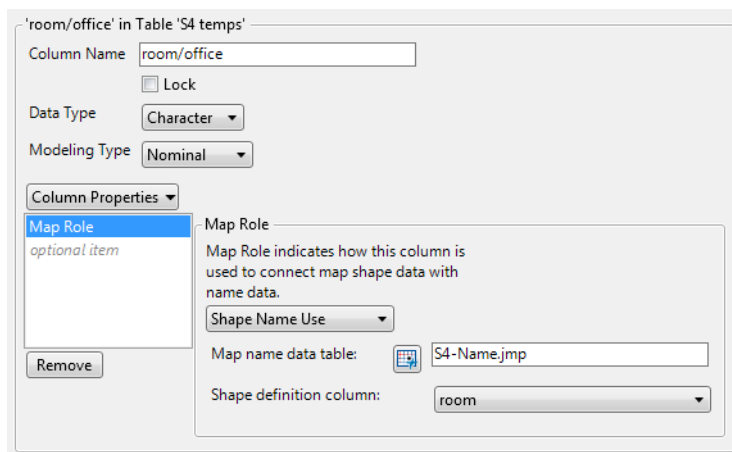 'room/office' in Table 'S4 temps'
Column Name room/office
Lock
Data Type Character
Modeling Type Nominal
Column Properties
Map Role
optional item
Remove
Map Role
Map Role indicates how this column is
used to connect map shape data with
name data.
Shape Name Use
Map name data table: S4-Name.jmp
Shape definition column: room